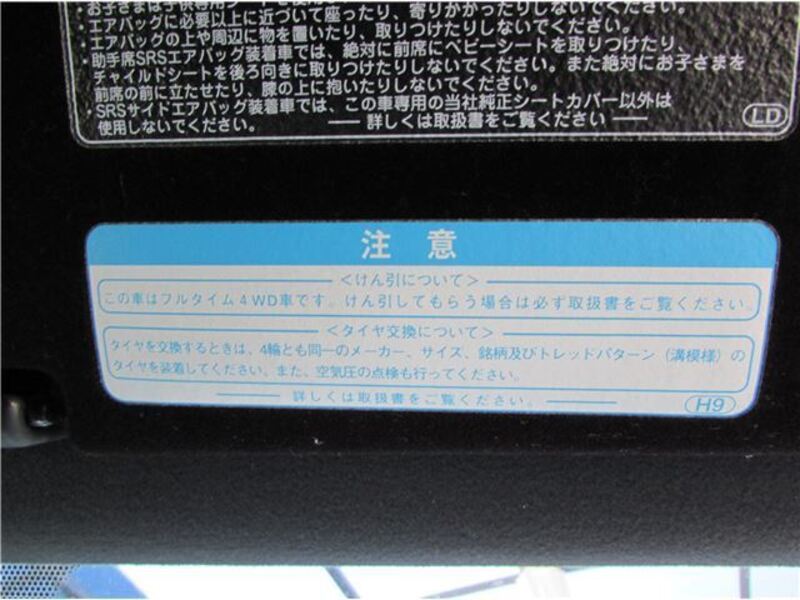 ・お子さまは子供専用シートを使用
・エアバッグに必要以上に近づいて座ったり、寄りかかったりしないでください。
・エアバッグの上や周辺に物を置いたり、取りつけたりしないでください。
・助手席SRSエアバッグ装着車では、絶対に前席にベビーシートを取りつけたり、
チャイルドシートを後ろ向きに取りつけたりしないでください。また絶対にお子さまを
前席の前に立たせたり、膝の上に抱いたりしないでください。
・SRSサイドエアバッグ装着車では、この車専用の当社純正シートカバー以外は
使用しないでください。 ── 詳しくは取扱書をご覧ください ──
LD
注 意
<けん引について>
この車はフルタイム4WD車です。けん引してもらう場合は必ず取扱書をご覧ください。
<タイヤ交換について>
タイヤを交換するときは、4輪とも同一のメーカー、サイズ、銘柄及びトレッドパターン(溝模様)の
タイヤを装着してください。また、空気圧の点検も行ってください。
── 詳しくは取扱書をご覧ください。 ──
H9